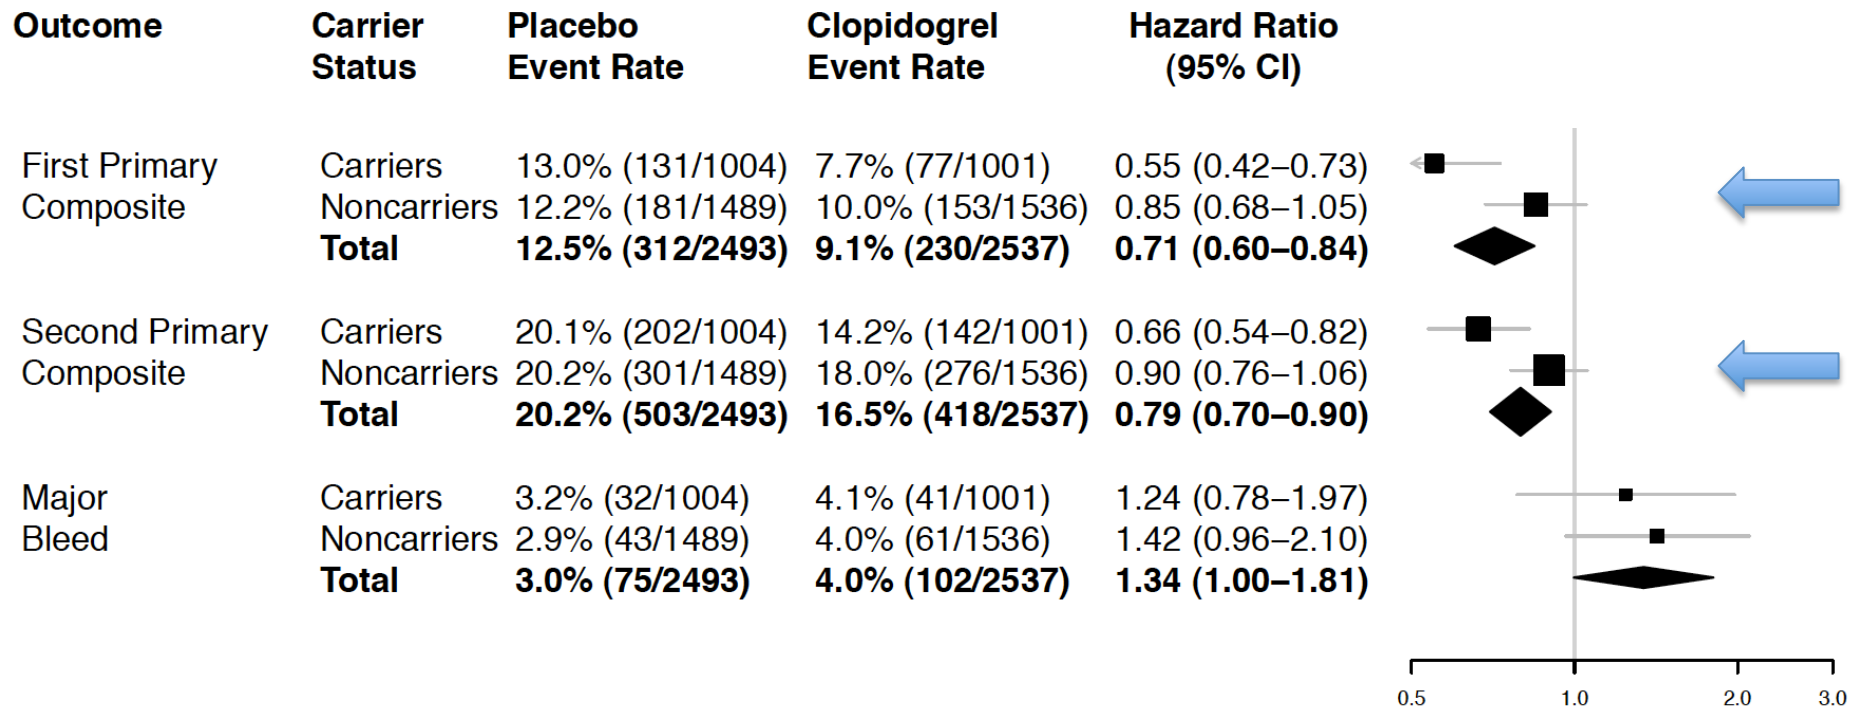 Outcome Carrier Placebo Clopidogrel Hazard Ratio
Status Event Rate Event Rate (95% CI)
First Primary Carriers 13.0% (131/1004) 7.7% (77/1001) 0.55 (0.42–0.73)
Composite Noncarriers 12.2% (181/1489) 10.0% (153/1536) 0.85 (0.68–1.05)
Total 12.5% (312/2493) 9.1% (230/2537) 0.71 (0.60–0.84)
Second Primary Carriers 20.1% (202/1004) 14.2% (142/1001) 0.66 (0.54–0.82)
Composite Noncarriers 20.2% (301/1489) 18.0% (276/1536) 0.90 (0.76–1.06)
Total 20.2% (503/2493) 16.5% (418/2537) 0.79 (0.70–0.90)
Major Carriers 3.2% (32/1004) 4.1% (41/1001) 1.24 (0.78–1.97)
Bleed Noncarriers 2.9% (43/1489) 4.0% (61/1536) 1.42 (0.96–2.10)
Total 3.0% (75/2493) 4.0% (102/2537) 1.34 (1.00–1.81)
0.5 1.0 2.0 3.0